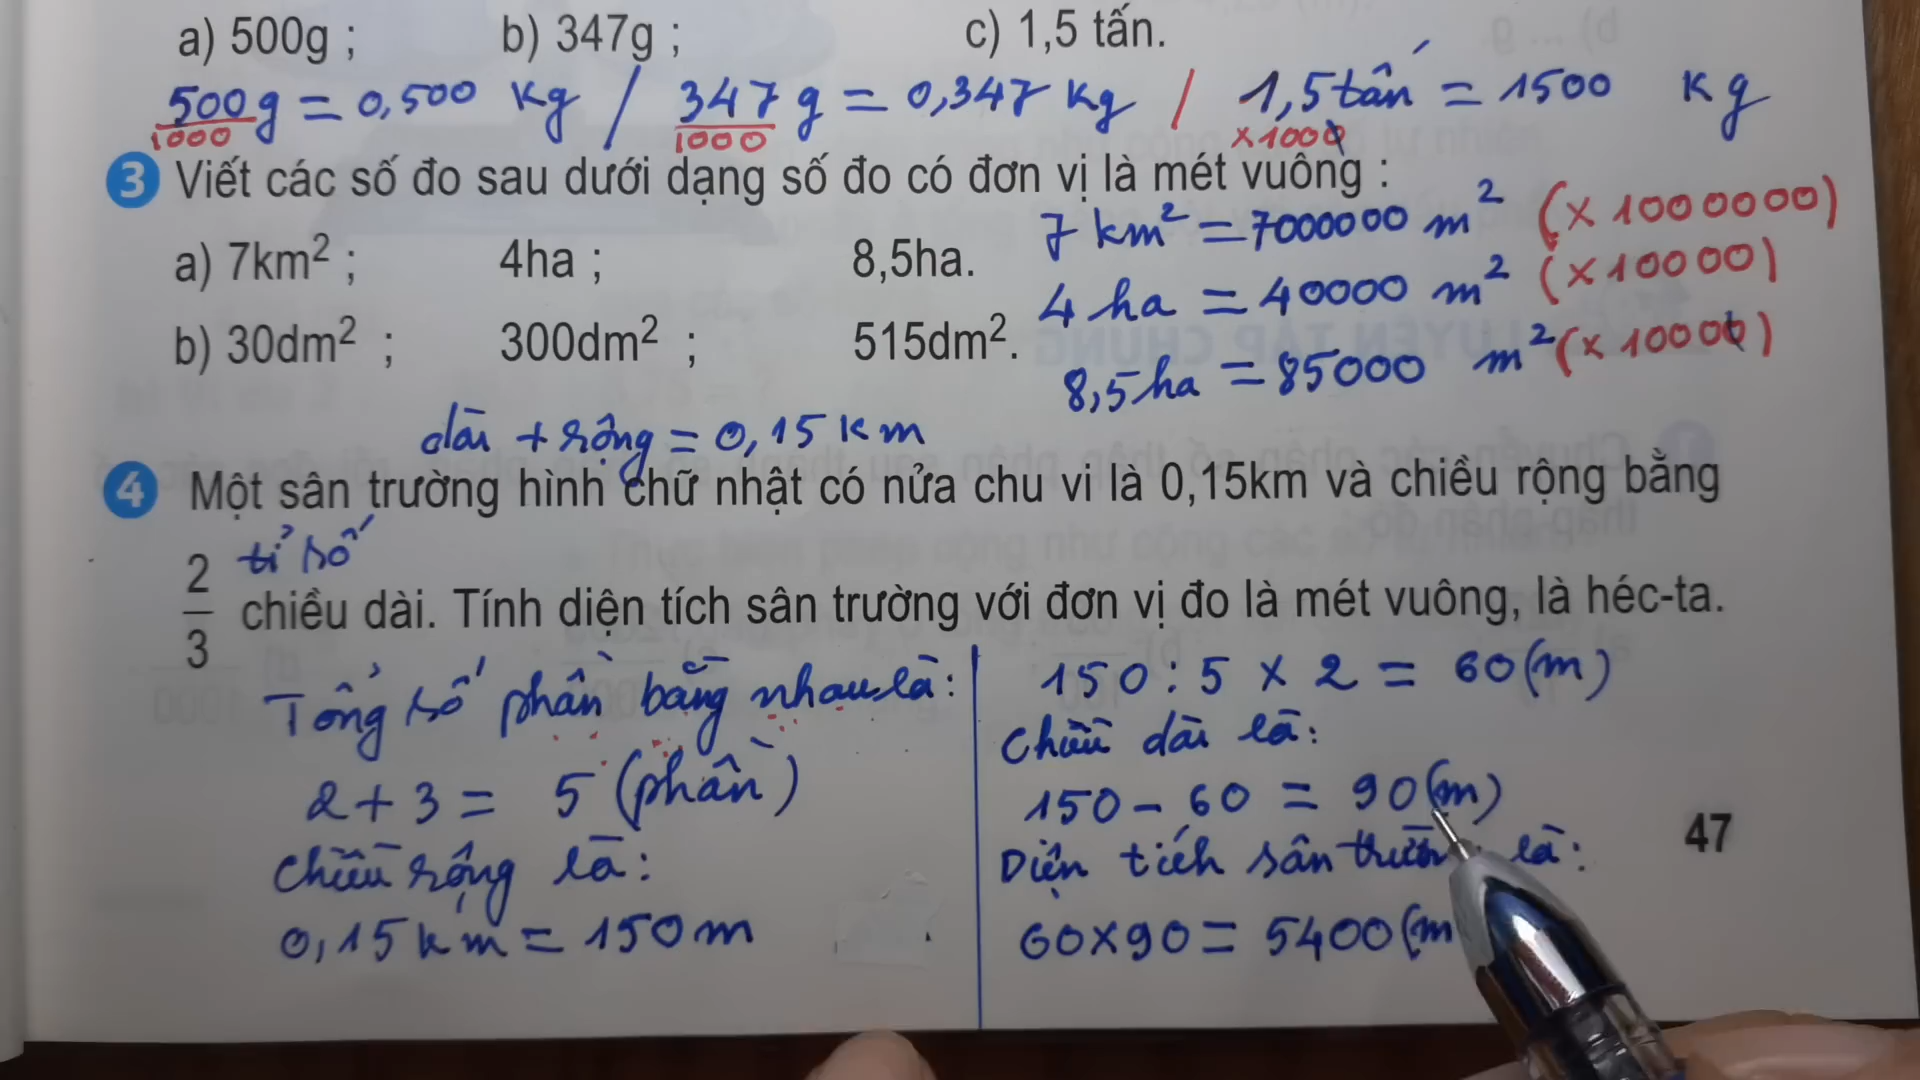 a) 500g ; b) 347g ; c) 1,5 tấn.
500g = 0,500 kg / 347g = 0,347 kg / 1,5 tấn = 1500 kg
1000 1000 ×1000
3 Viết các số đo sau dưới dạng số đo có đơn vị là mét vuông :
7 km² = 7000000 m² (×1000000)
a) 7km² ; 4ha ; 8,5ha.
4 ha = 40000 m² (×10000)
b) 30dm² ; 300dm² ; 515dm².
8,5 ha = 85000 m² (×10000)
dài + rộng = 0,15 km
4 Một sân trường hình chữ nhật có nửa chu vi là 0,15km và chiều rộng bằng
tỉ số
2/3 chiều dài. Tính diện tích sân trường với đơn vị đo là mét vuông, là héc-ta.
Tổng số phần bằng nhau là:
2 + 3 = 5 (phần)
Chiều rộng là:
0,15 km = 150 m
150 : 5 × 2 = 60 (m)
Chiều dài là:
150 - 60 = 90 (m)
Diện tích sân trường là:
60 × 90 = 5400 (m
47